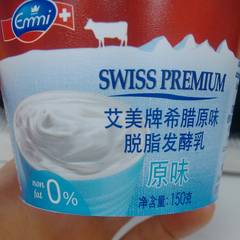 Emmi
SWISS PREMIUM
艾美牌希腊原味
脱脂发酵乳
原味
non fat 0%
净含量:150克